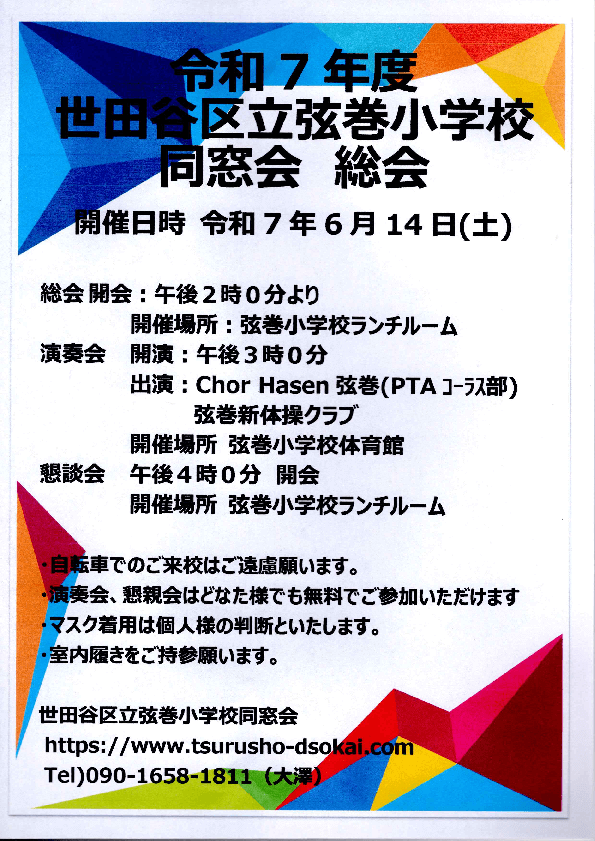 令和７年度
世田谷区立弦巻小学校
同窓会 総会
開催日時 令和７年６月14日(土)
総会 開会：午後２時０分より
開催場所：弦巻小学校ランチルーム
演奏会 開演：午後３時０分
出演：Chor Hasen 弦巻(PTA ｺｰﾗｽ部)
弦巻新体操クラブ
開催場所 弦巻小学校体育館
懇談会 午後４時０分 開会
開催場所 弦巻小学校ランチルーム
・自転車でのご来校はご遠慮願います。
・演奏会、懇親会はどなた様でも無料でご参加いただけます
・マスク着用は個人様の判断といたします。
・室内履きをご持参願います。
世田谷区立弦巻小学校同窓会
https://www.tsurusho-dsokai.com
Tel)090-1658-1811（大澤）